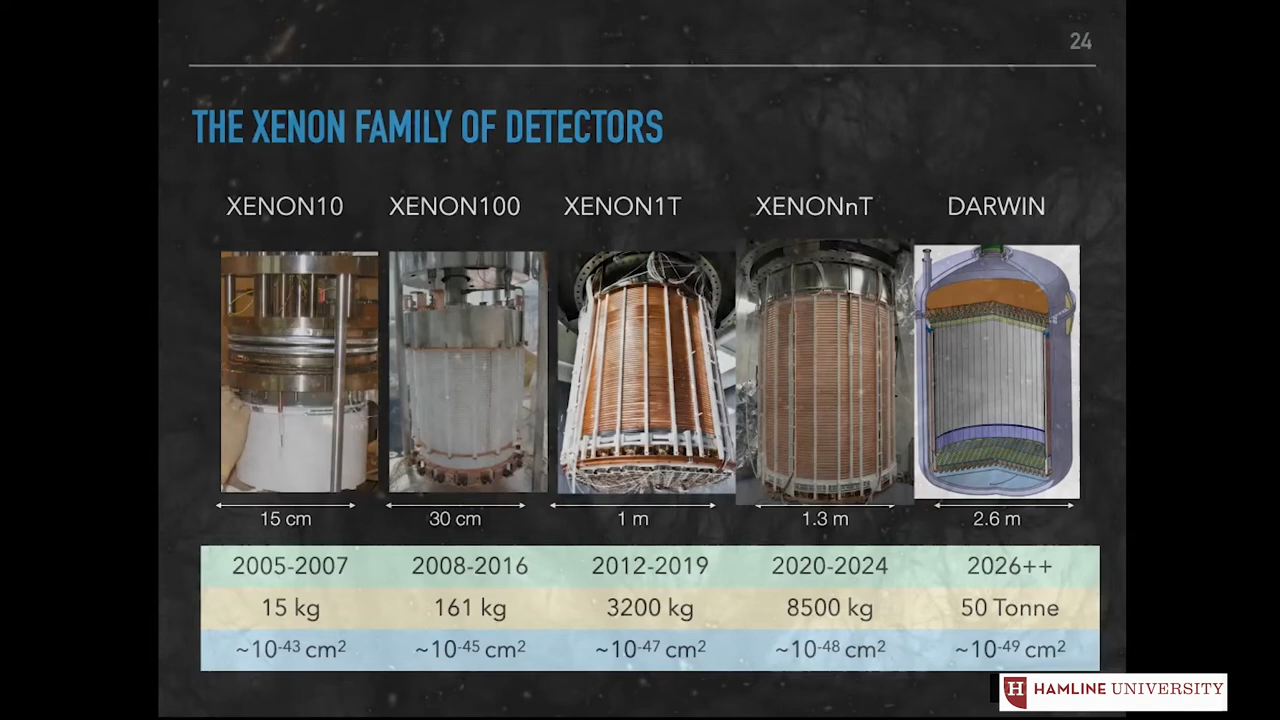 24
THE XENON FAMILY OF DETECTORS
XENON10 XENON100 XENON1T XENONnT DARWIN
15 cm 30 cm 1 m 1.3 m 2.6 m
2005-2007 2008-2016 2012-2019 2020-2024 2026++
15 kg 161 kg 3200 kg 8500 kg 50 Tonne
~10⁻⁴³ cm² ~10⁻⁴⁵ cm² ~10⁻⁴⁷ cm² ~10⁻⁴⁸ cm² ~10⁻⁴⁹ cm²
H HAMLINE UNIVERSITY